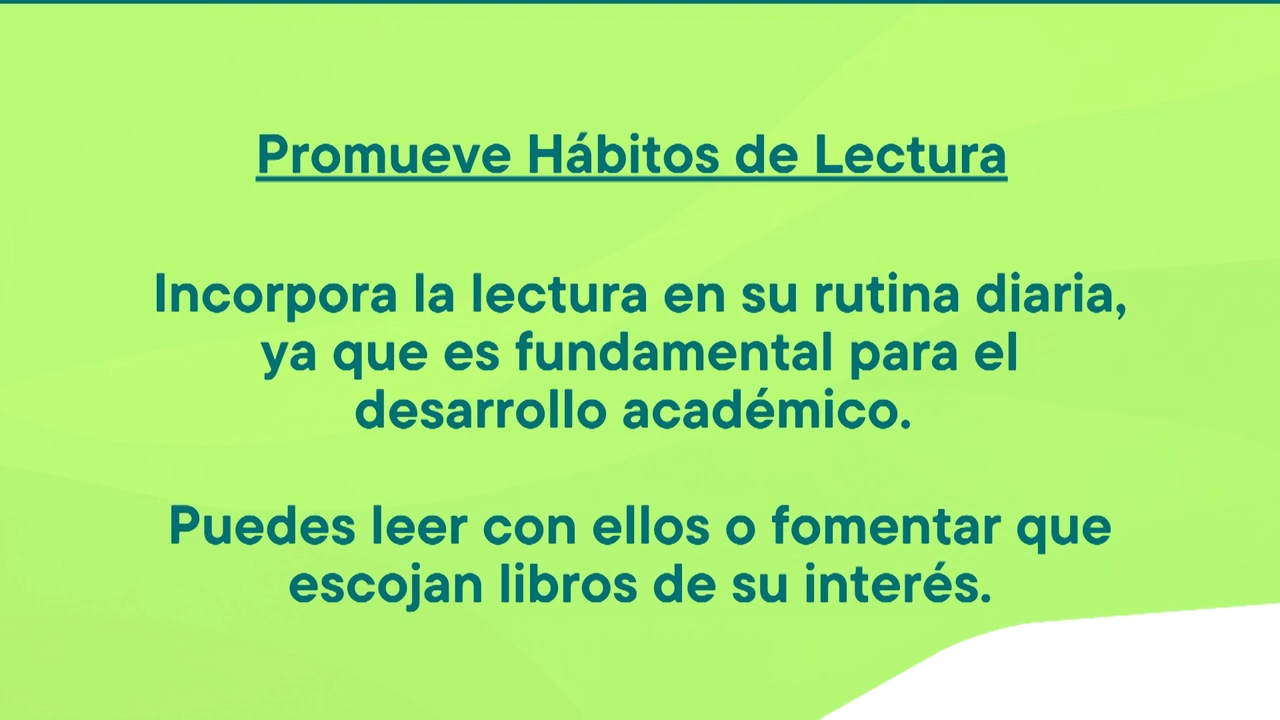 Promueve Hábitos de Lectura
Incorpora la lectura en su rutina diaria,
ya que es fundamental para el
desarrollo académico.
Puedes leer con ellos o fomentar que
escojan libros de su interés.